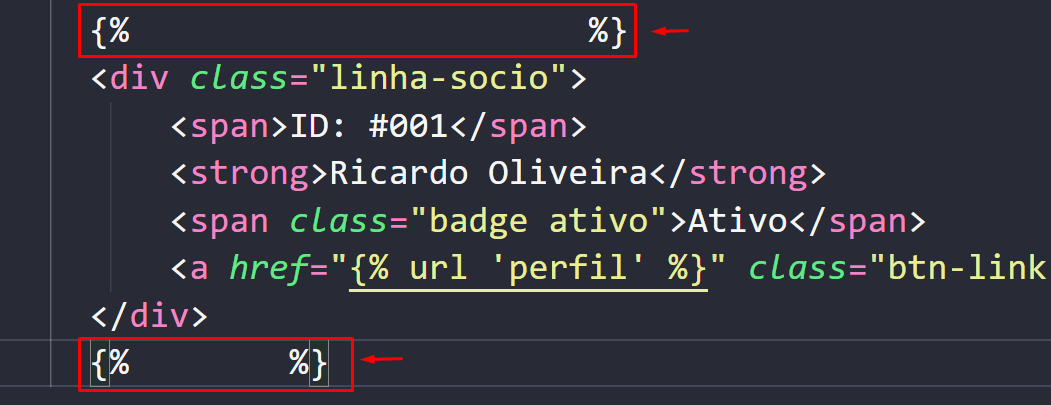 {%                       %}
<div class="linha-socio">
    <span>ID: #001</span>
    <strong>Ricardo Oliveira</strong>
    <span class="badge ativo">Ativo</span>
    <a href="{% url 'perfil' %}" class="btn-link
</div>
{%        %}